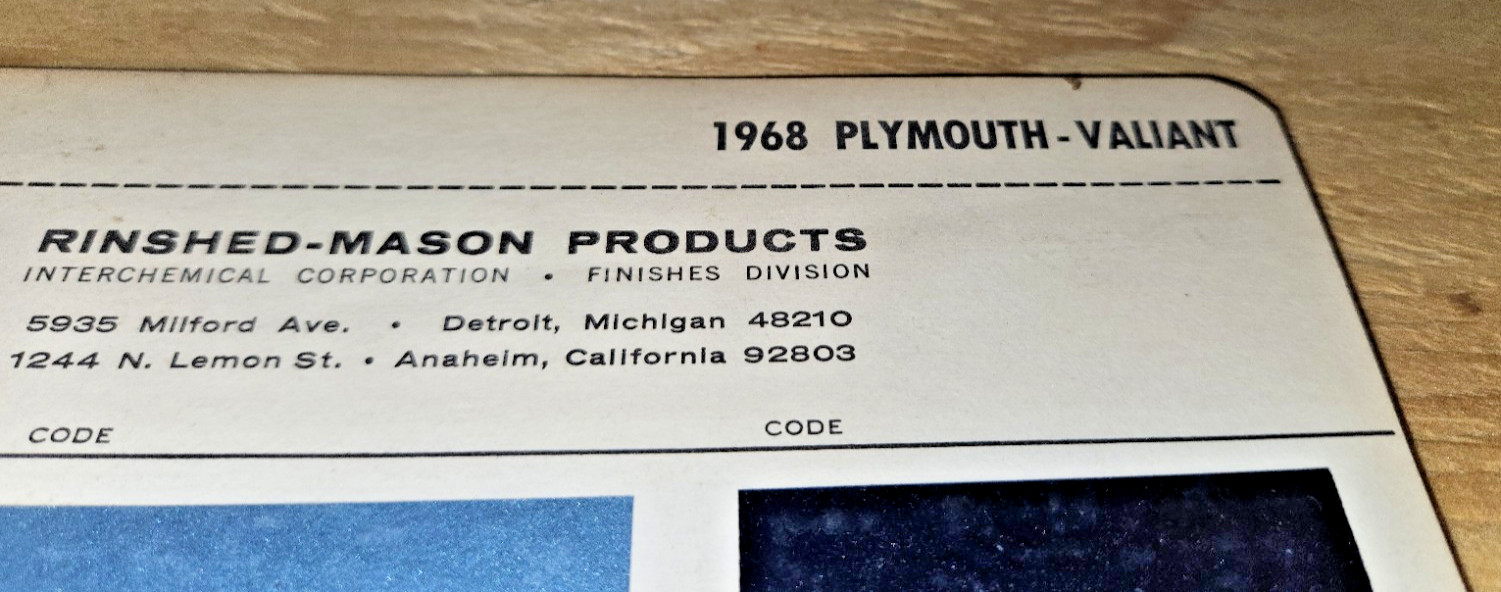 1968 PLYMOUTH-VALIANT
RINSHED-MASON PRODUCTS
INTERCHEMICAL CORPORATION • FINISHES DIVISION
5935 Milford Ave. • Detroit, Michigan 48210
1244 N. Lemon St. • Anaheim, California 92803
CODE CODE